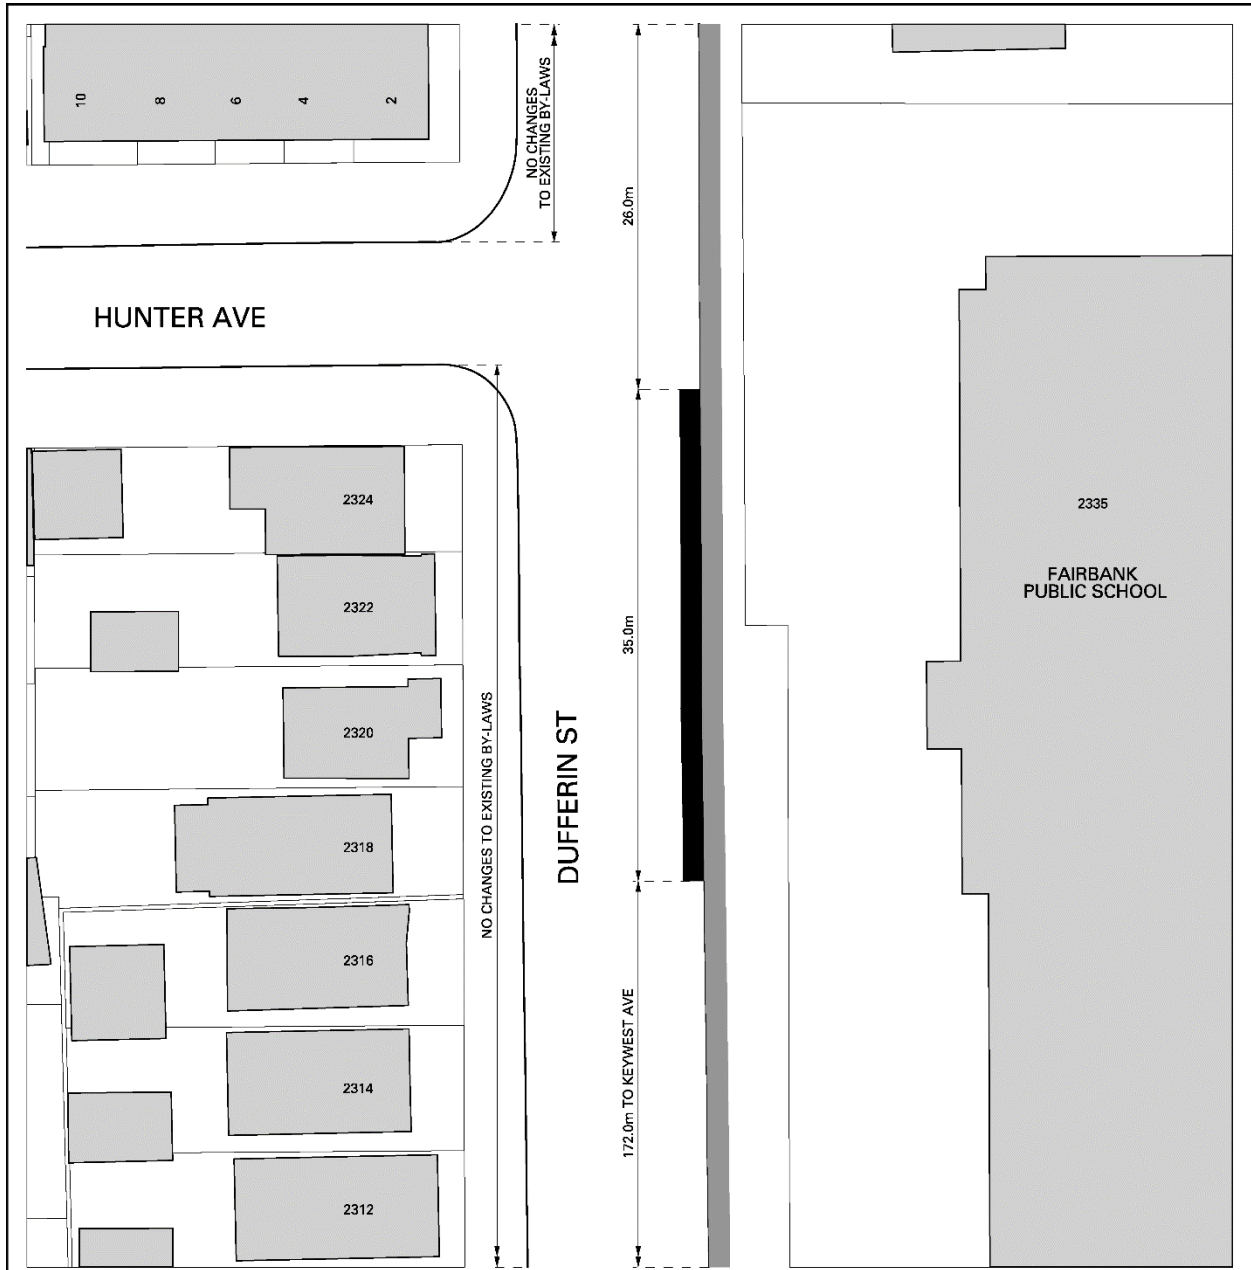 10
8
6
4
2
NO CHANGES
TO EXISTING BY-LAWS
26.0m
HUNTER AVE
2324
2335
FAIRBANK
PUBLIC SCHOOL
2322
35.0m
2320
NO CHANGES TO EXISTING BY-LAWS
DUFFERIN ST
2318
2316
172.0m TO KEYWEST AVE
2314
2312